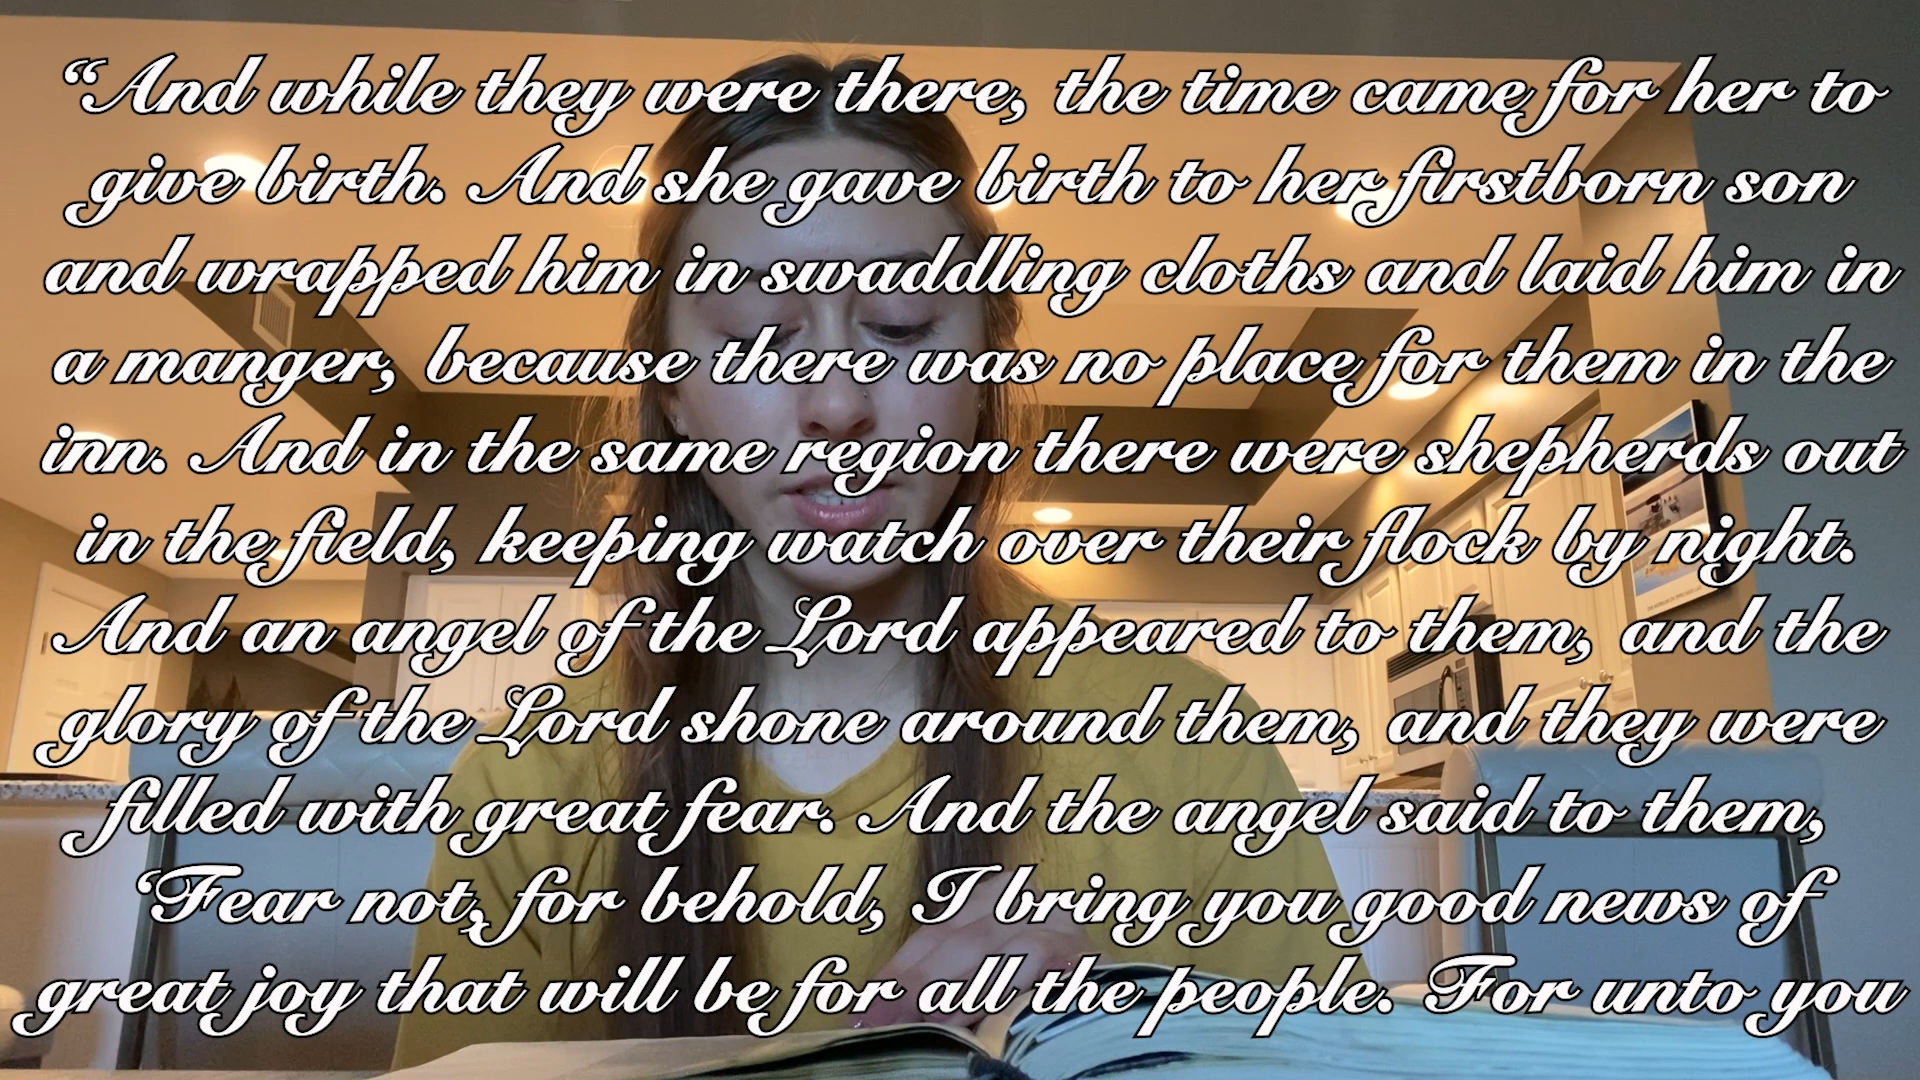 “And while they were there, the time came for her to
give birth. And she gave birth to her firstborn son
and wrapped him in swaddling cloths and laid him in
a manger, because there was no place for them in the
inn. And in the same region there were shepherds out
in the field, keeping watch over their flock by night.
And an angel of the Lord appeared to them, and the
glory of the Lord shone around them, and they were
filled with great fear. And the angel said to them,
‘Fear not, for behold, I bring you good news of
great joy that will be for all the people. For unto you